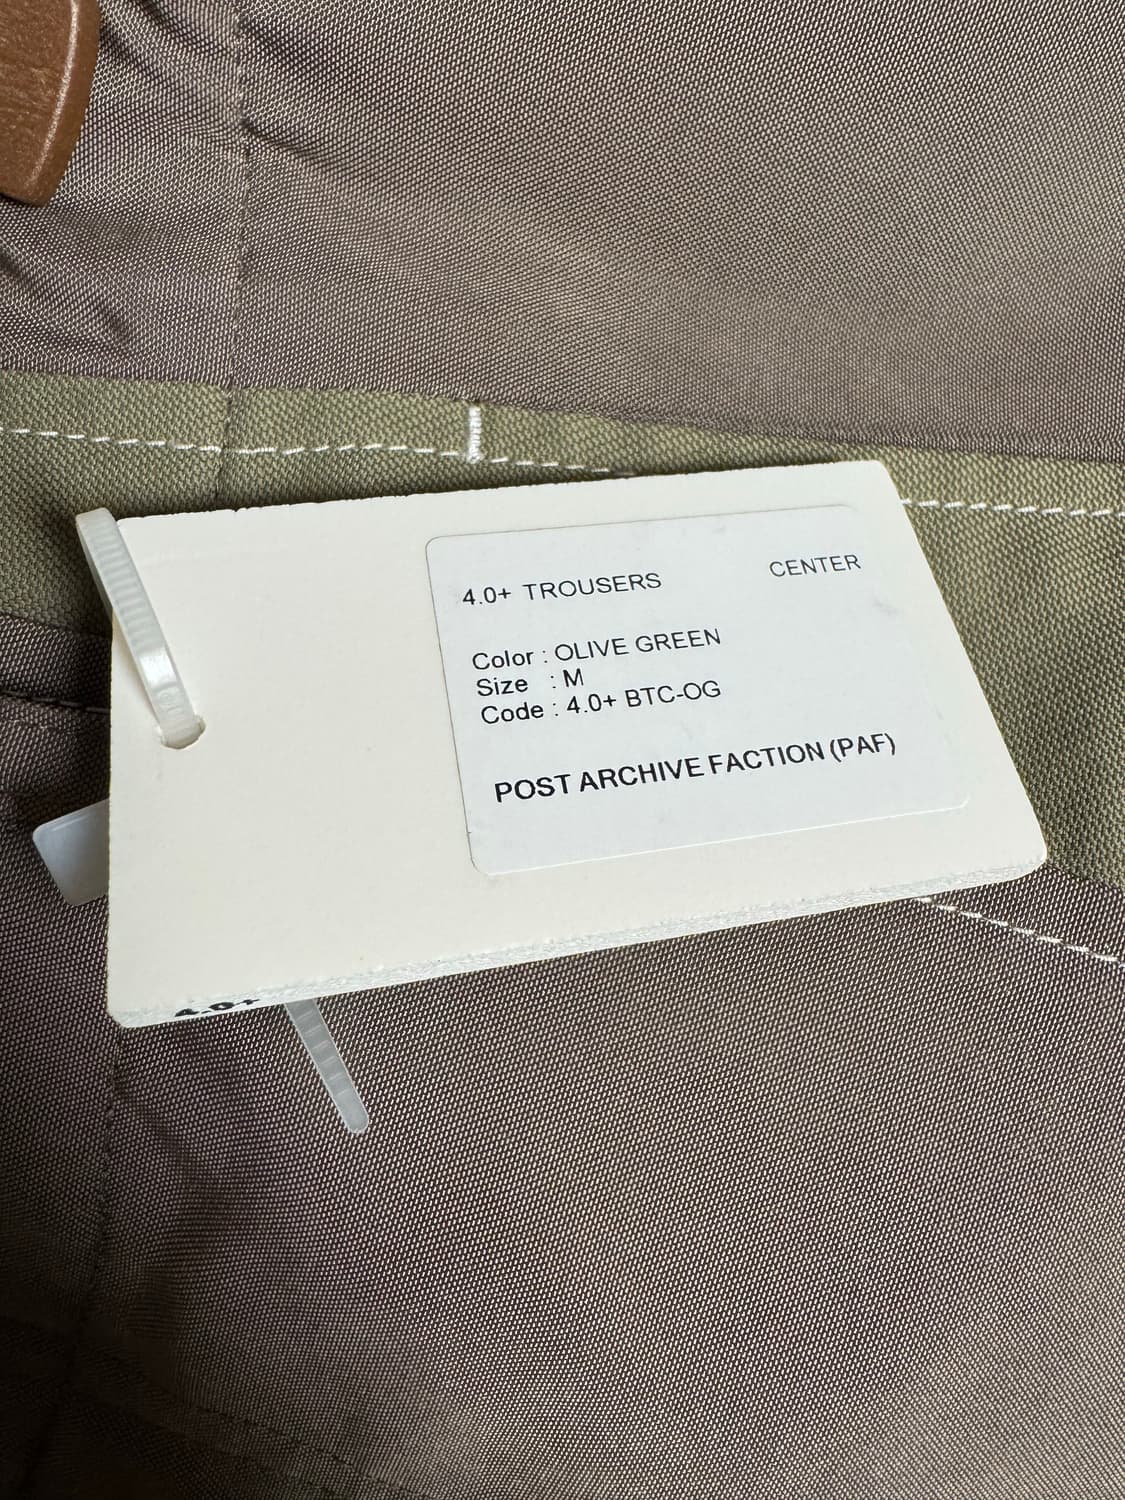 4.0+ TROUSERS CENTER
Color : OLIVE GREEN
Size : M
Code : 4.0+ BTC-OG
POST ARCHIVE FACTION (PAF)
4.0+